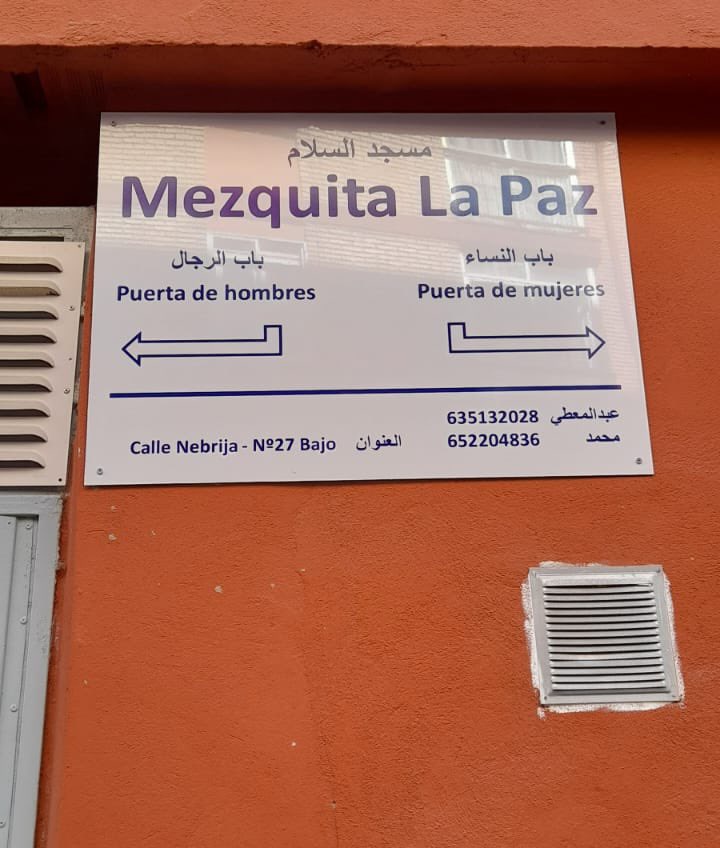 مسجد السلام
Mezquita La Paz
باب الرجال
Puerta de hombres
باب النساء
Puerta de mujeres
عبدالمعطي 635132028
محمد 652204836
Calle Nebrija - Nº27 Bajo العنوان